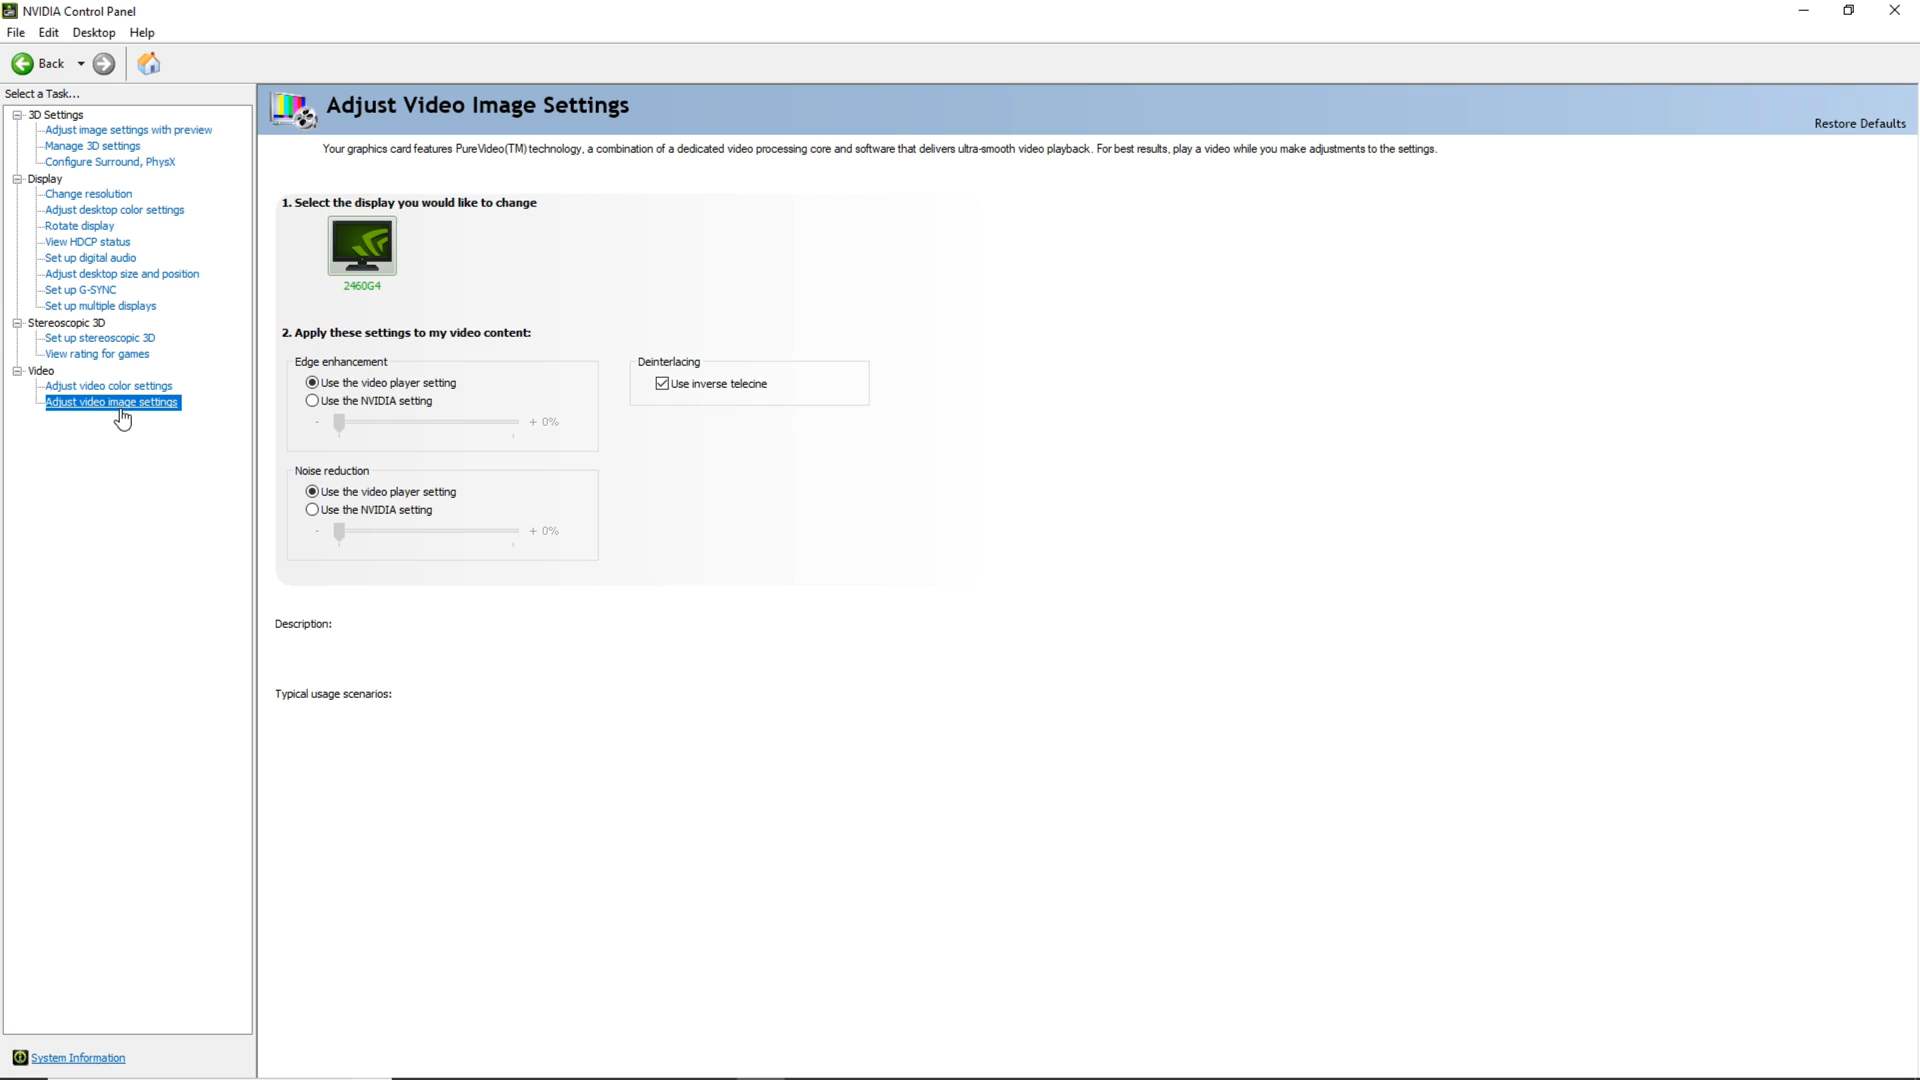 NVIDIA Control Panel
File Edit Desktop Help
Back
Select a Task...
3D Settings
Adjust image settings with preview
Manage 3D settings
Configure Surround, PhysX
Display
Change resolution
Adjust desktop color settings
Rotate display
View HDCP status
Set up digital audio
Adjust desktop size and position
Set up G-SYNC
Set up multiple displays
Stereoscopic 3D
Set up stereoscopic 3D
View rating for games
Video
Adjust video color settings
Adjust video image settings
System Information
Adjust Video Image Settings
Restore Defaults
Your graphics card features PureVideo(TM) technology, a combination of a dedicated video processing core and software that delivers ultra-smooth video playback. For best results, play a video while you make adjustments to the settings.
1. Select the display you would like to change
2460G4
2. Apply these settings to my video content:
Edge enhancement
Use the video player setting
Use the NVIDIA setting
- + 0%
Deinterlacing
Use inverse telecine
Noise reduction
Use the video player setting
Use the NVIDIA setting
- + 0%
Description:
Typical usage scenarios: